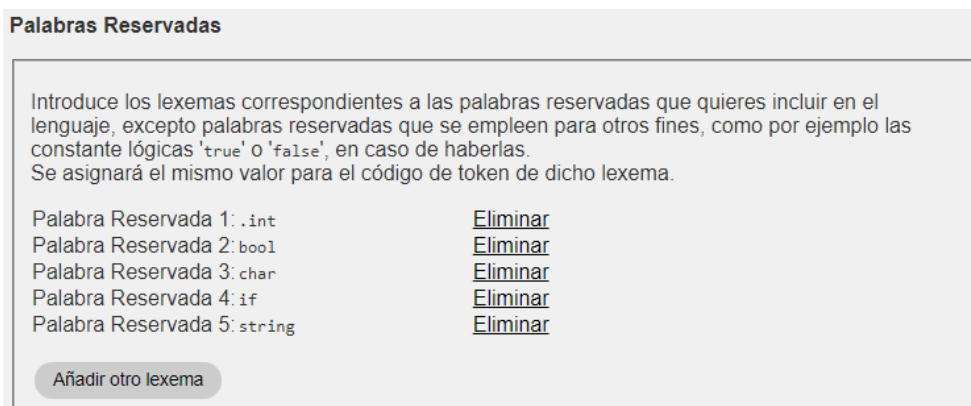 Palabras Reservadas
Introduce los lexemas correspondientes a las palabras reservadas que quieres incluir en el
lenguaje, excepto palabras reservadas que se empleen para otros fines, como por ejemplo las
constante lógicas 'true' o 'false', en caso de haberlas.
Se asignará el mismo valor para el código de token de dicho lexema.
Palabra Reservada 1: .int Eliminar
Palabra Reservada 2: bool Eliminar
Palabra Reservada 3: char Eliminar
Palabra Reservada 4: if Eliminar
Palabra Reservada 5: string Eliminar
Añadir otro lexema